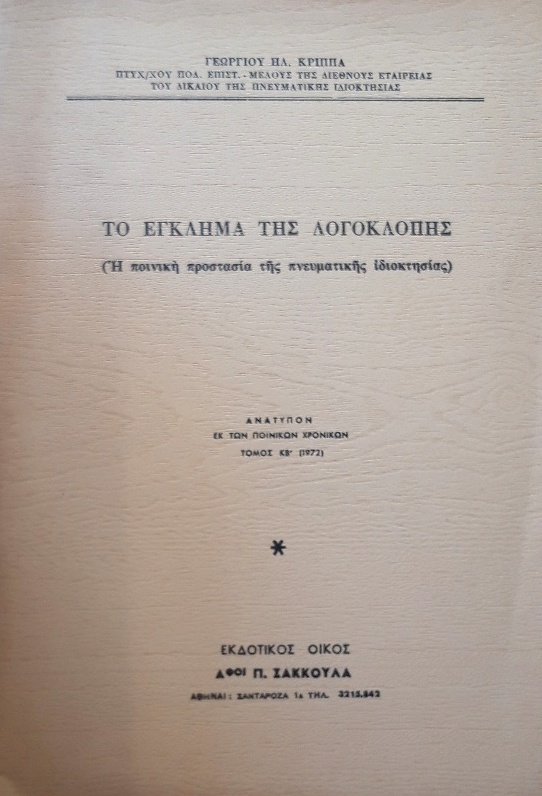 ΓΕΩΡΓΙΟΥ ΗΛ. ΚΡΙΠΠΑ
ΠΤΥΧ/ΧΟΥ ΠΟΛ. ΕΠΙΣΤ. - ΜΕΛΟΥΣ ΤΗΣ ΔΙΕΘΝΟΥΣ ΕΤΑΙΡΕΙΑΣ
ΤΟΥ ΔΙΚΑΙΟΥ ΤΗΣ ΠΝΕΥΜΑΤΙΚΗΣ ΙΔΙΟΚΤΗΣΙΑΣ
ΤΟ ΕΓΚΛΗΜΑ ΤΗΣ ΛΟΓΟΚΛΟΠΗΣ
(Ἡ ποινικὴ προστασία τῆς πνευματικῆς ἰδιοκτησίας)
ΑΝΑΤΥΠΟΝ
ΕΚ ΤΩΝ ΠΟΙΝΙΚΩΝ ΧΡΟΝΙΚΩΝ
ΤΟΜΟΣ ΚΒ' (1972)
*
ΕΚΔΟΤΙΚΟΣ ΟΙΚΟΣ
ΑΦΟΙ Π. ΣΑΚΚΟΥΛΑ
ΑΘΗΝΑΙ: ΣΑΝΤΑΡΟΖΑ 1Α ΤΗΛ. 3215.842